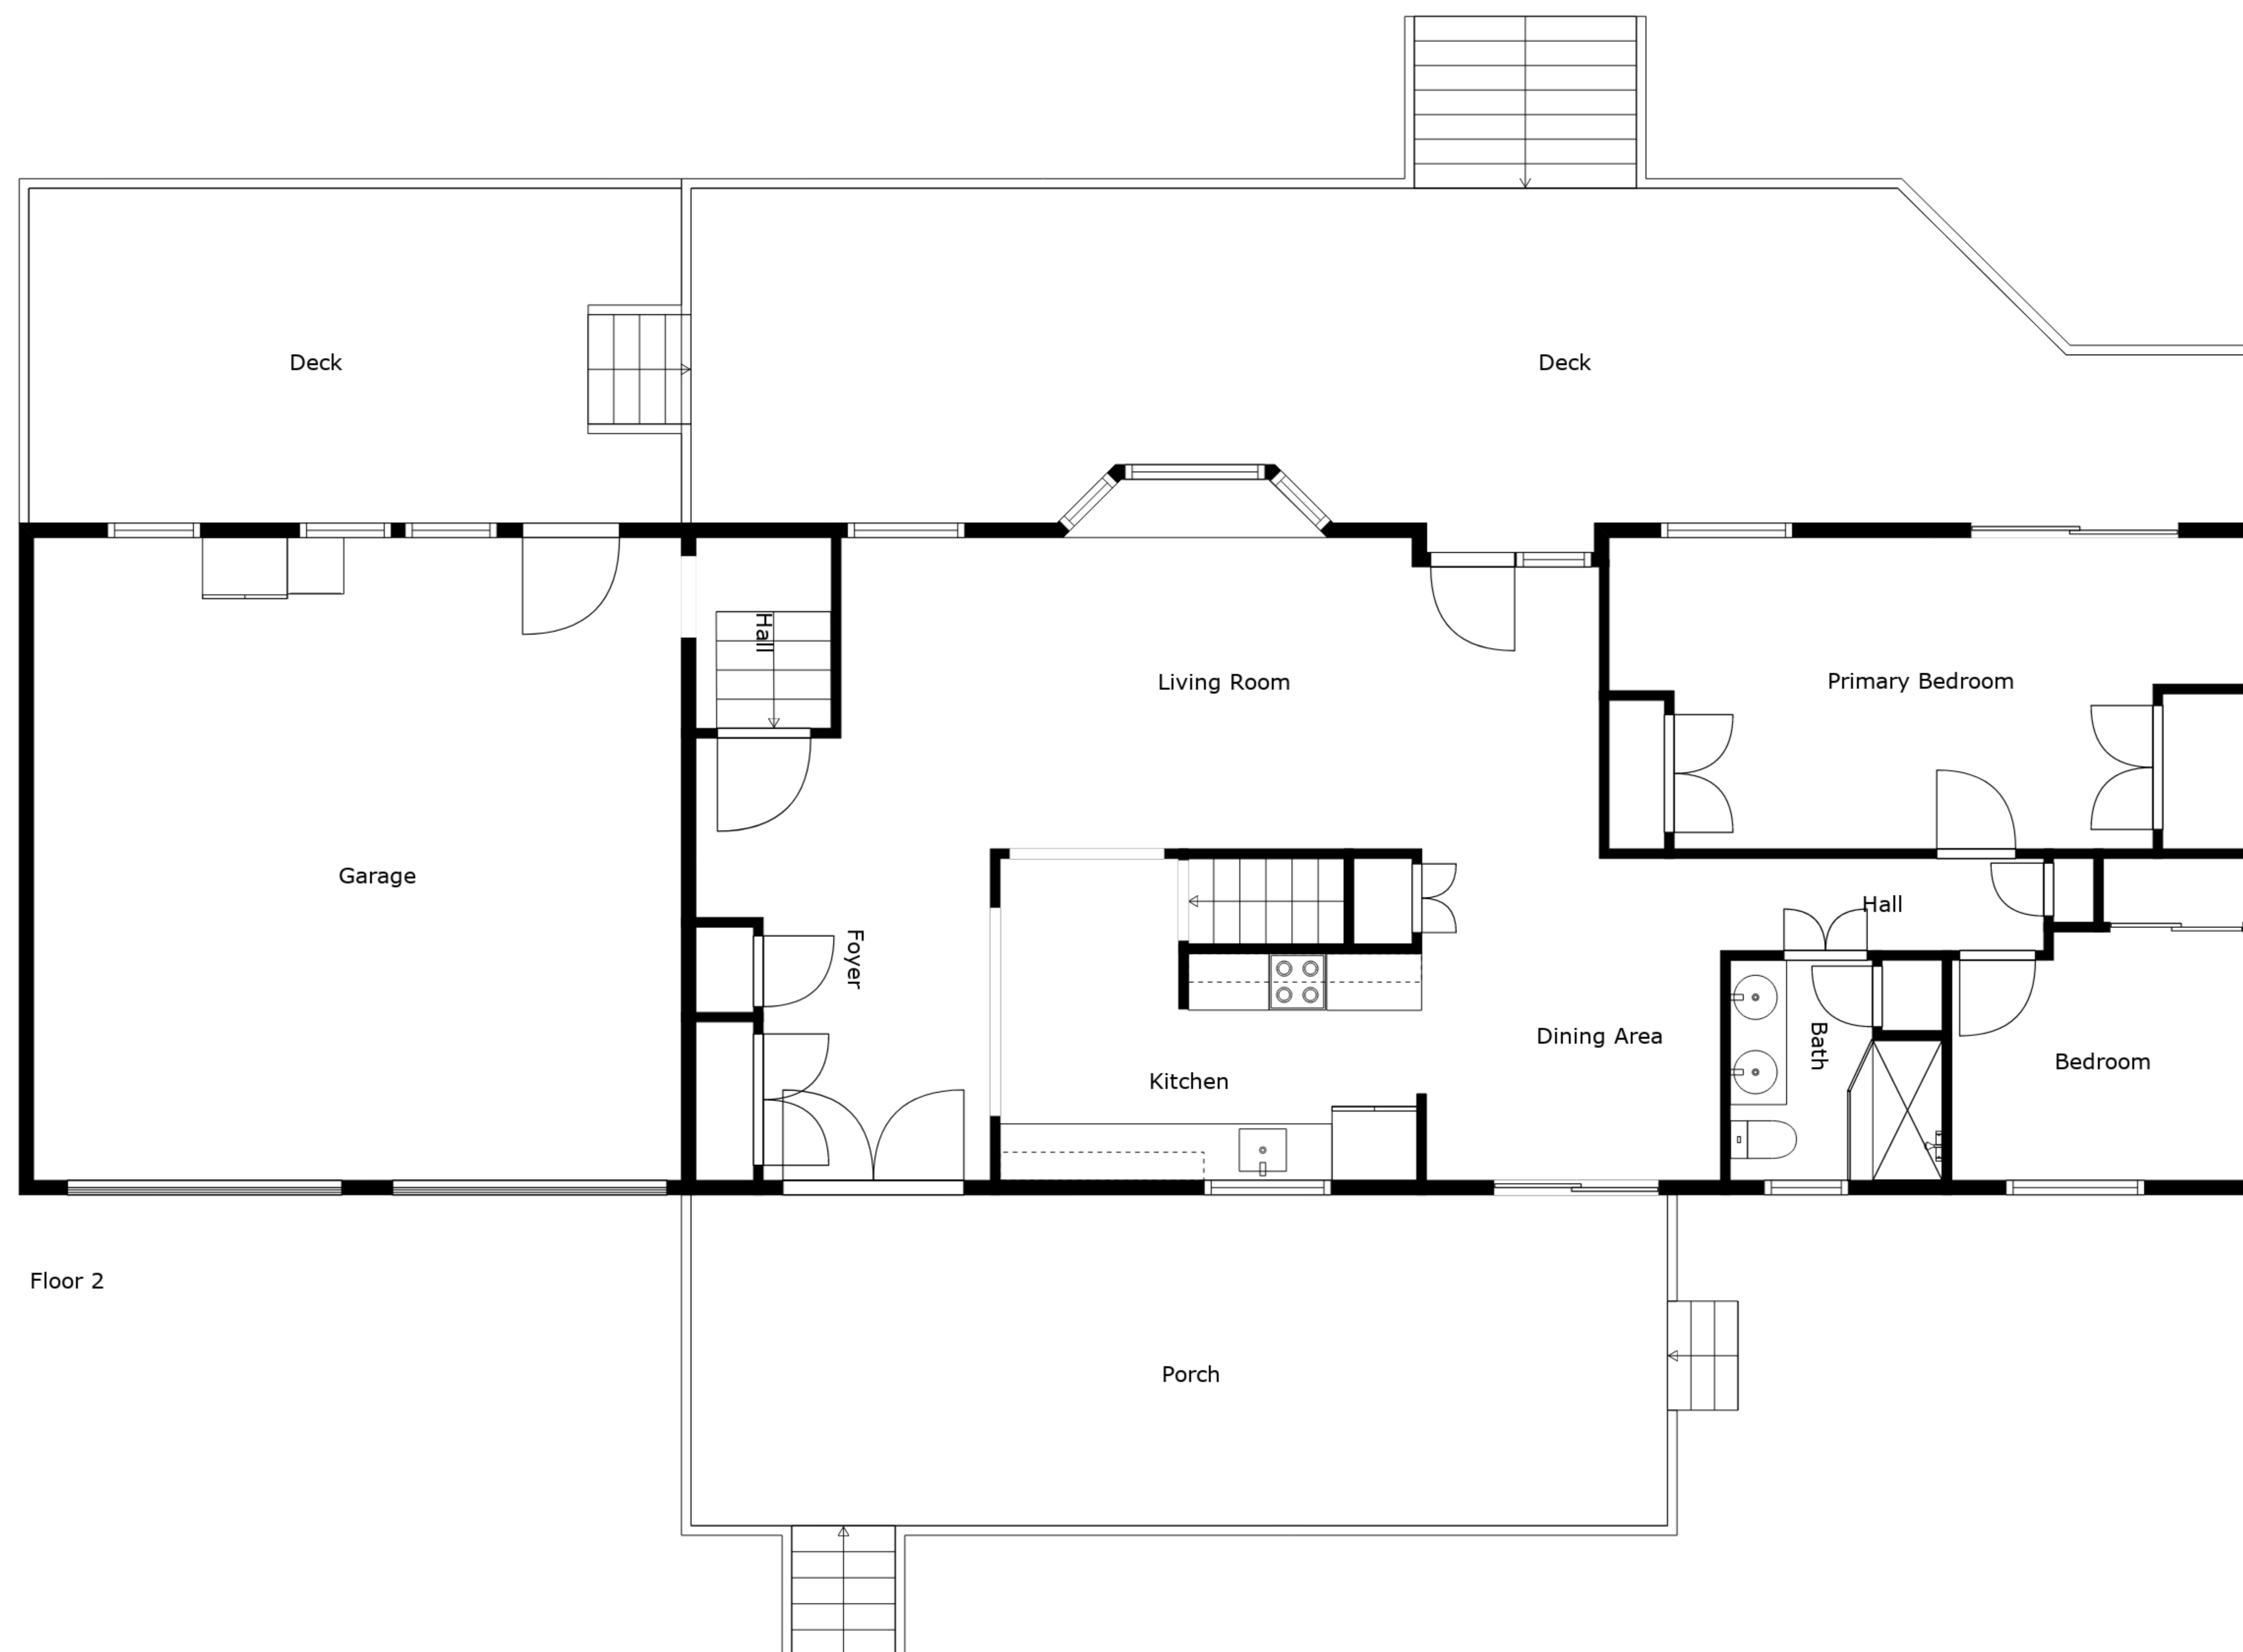 Deck
Deck
Hall
Living Room
Primary Bedroom
Garage
Foyer
Hall
Dining Area
Bath
Kitchen
Bedroom
Floor 2
Porch